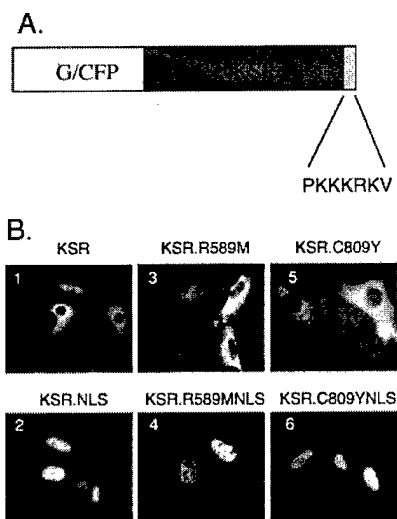 A.
G/CFP
PKKKRKV
B.
KSR KSR.R589M KSR.C809Y
1 3 5
KSR.NLS KSR.R589MNLS KSR.C809YNLS
2 4 6